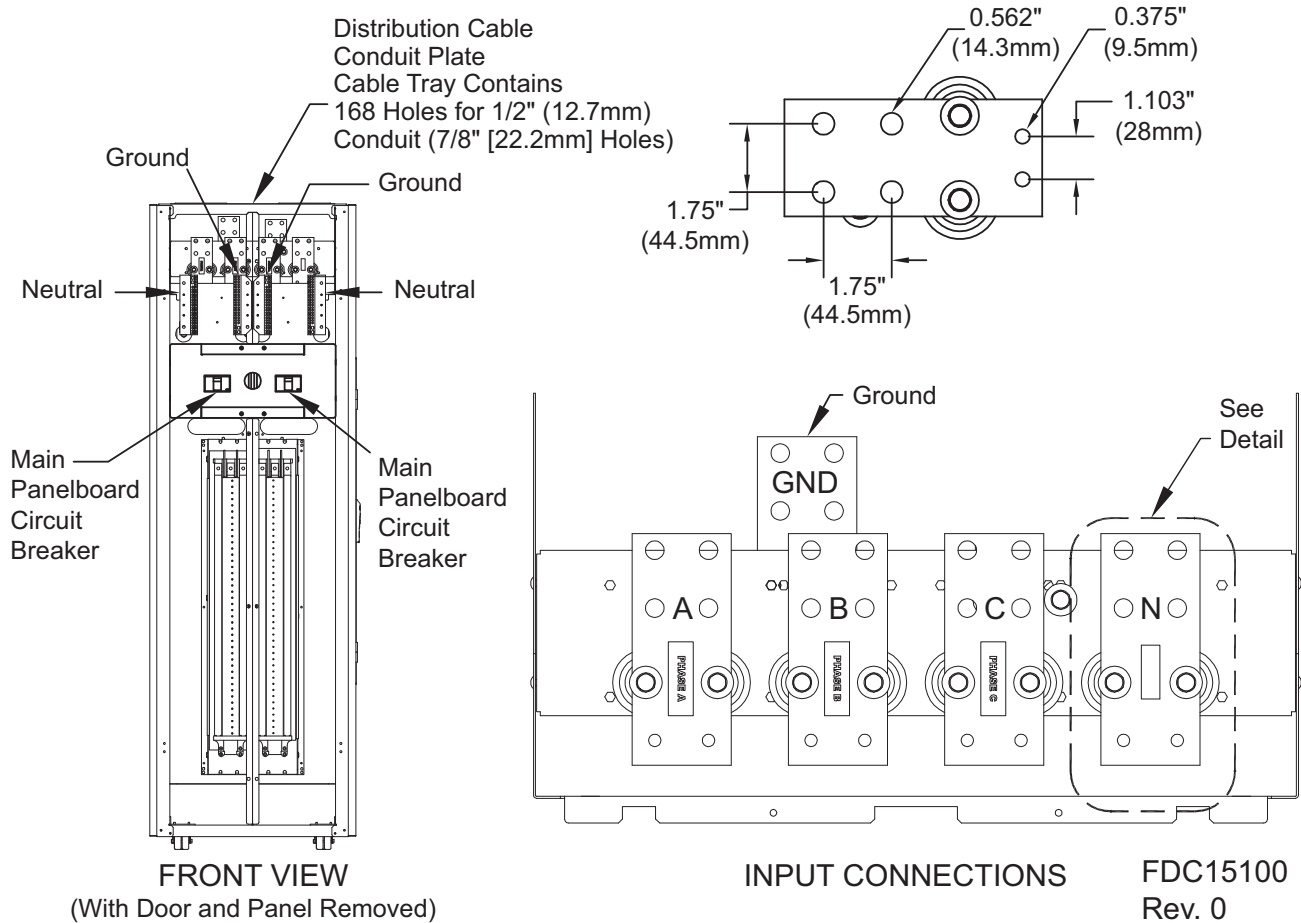 Distribution Cable
Conduit Plate
Cable Tray Contains
168 Holes for 1/2" (12.7mm)
Conduit (7/8" [22.2mm] Holes)
Ground
Ground
Neutral
Neutral
Main
Panelboard
Circuit
Breaker
Main
Panelboard
Circuit
Breaker
FRONT VIEW
(With Door and Panel Removed)
0.562"
(14.3mm)
0.375"
(9.5mm)
1.103"
(28mm)
1.75"
(44.5mm)
1.75"
(44.5mm)
Ground
See
Detail
GND
A
B
C
N
PHASE A
PHASE B
PHASE C
INPUT CONNECTIONS
FDC15100
Rev. 0